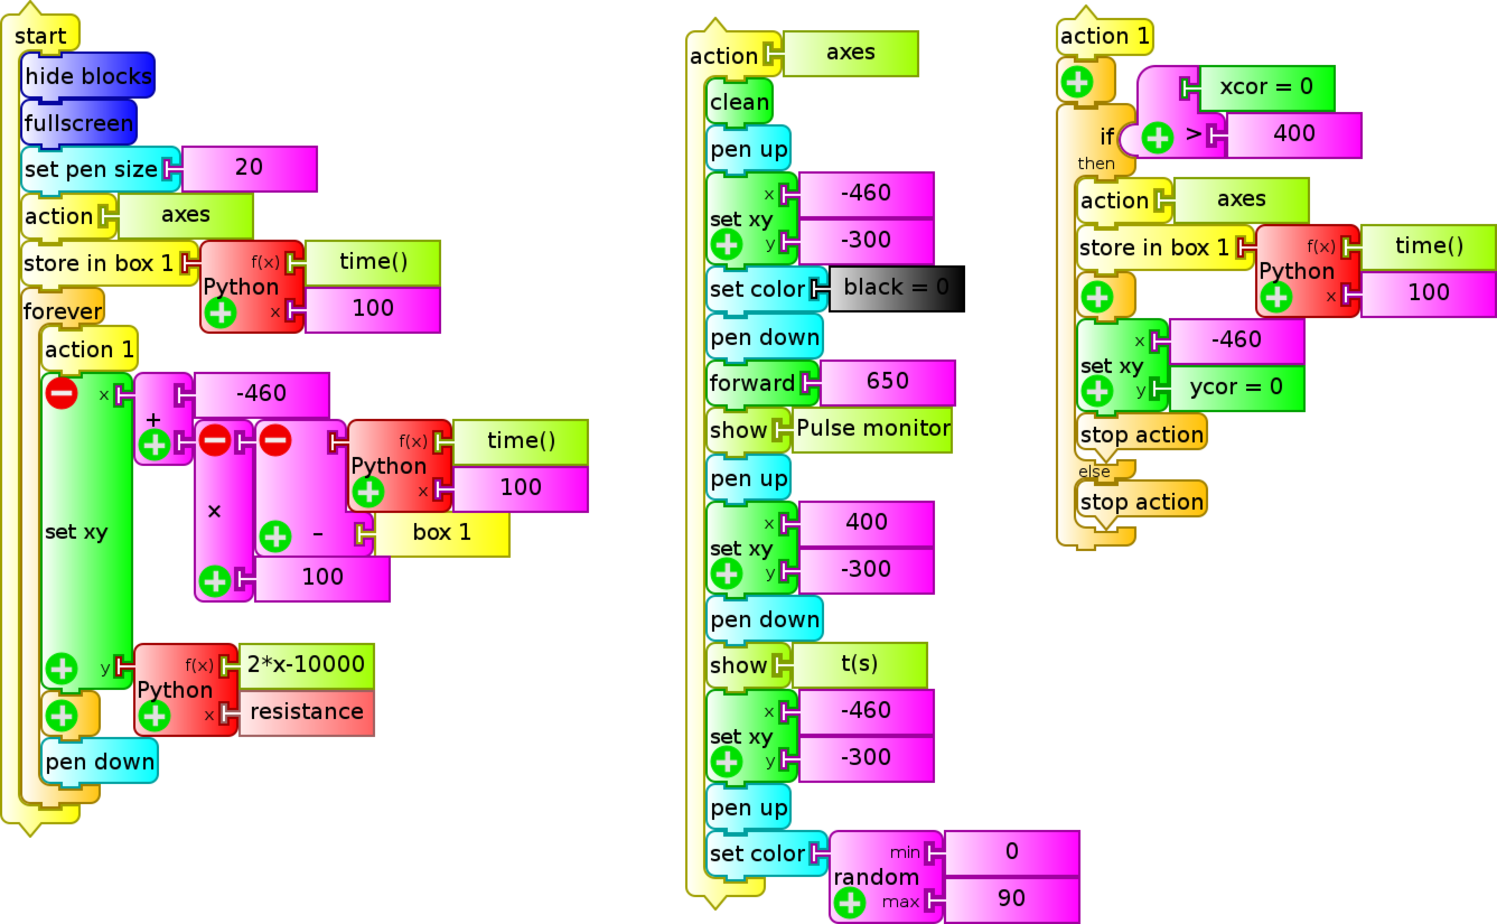 start
hide blocks
fullscreen
set pen size 20
action axes
store in box 1 Python f(x) time()
x 100
forever
action 1
set xy x + -460
× − Python f(x) time()
x 100
box 1
100
y Python f(x) 2*x-10000
x resistance
pen down
action axes
clean
pen up
set xy x -460
y -300
set color black = 0
pen down
forward 650
show Pulse monitor
pen up
set xy x 400
y -300
pen down
show t(s)
set xy x -460
y -300
pen up
set color random min 0
max 90
action 1
if xcor = 0
> 400
then
action axes
store in box 1 Python f(x) time()
x 100
set xy x -460
y ycor = 0
stop action
else
stop action